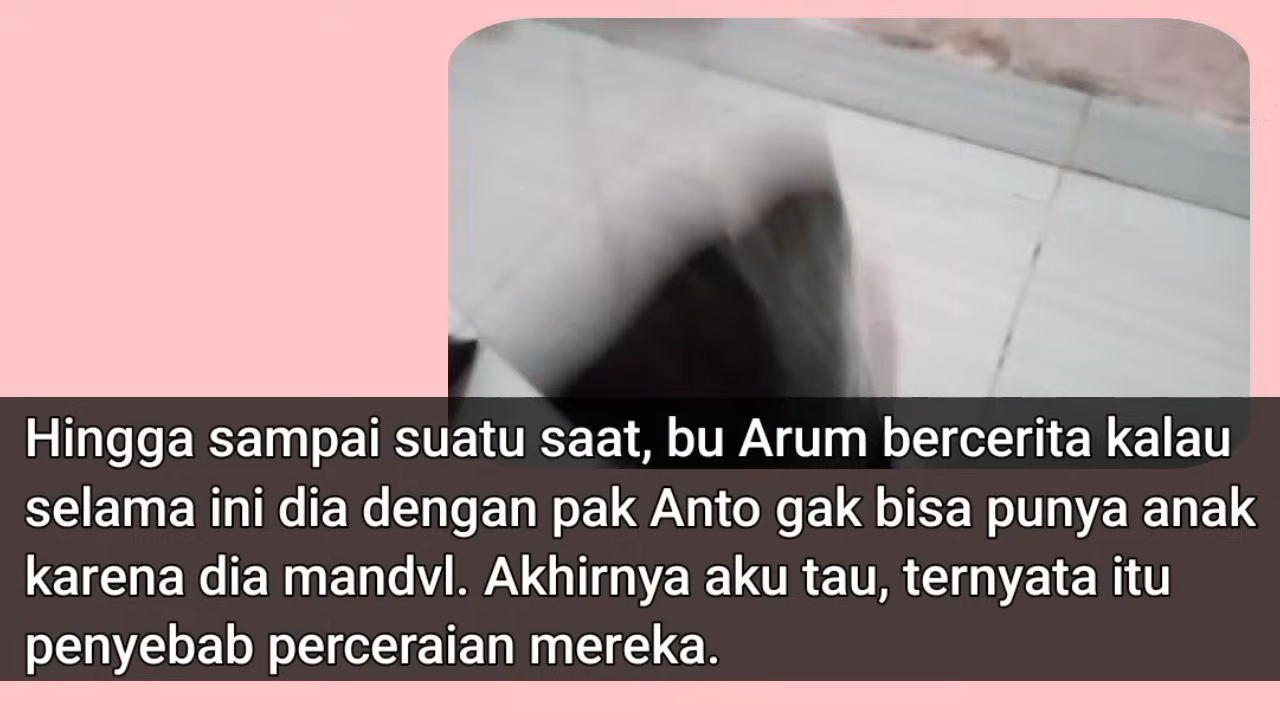 Hingga sampai suatu saat, bu Arum bercerita kalau
selama ini dia dengan pak Anto gak bisa punya anak
karena dia mandvl. Akhirnya aku tau, ternyata itu
penyebab perceraian mereka.